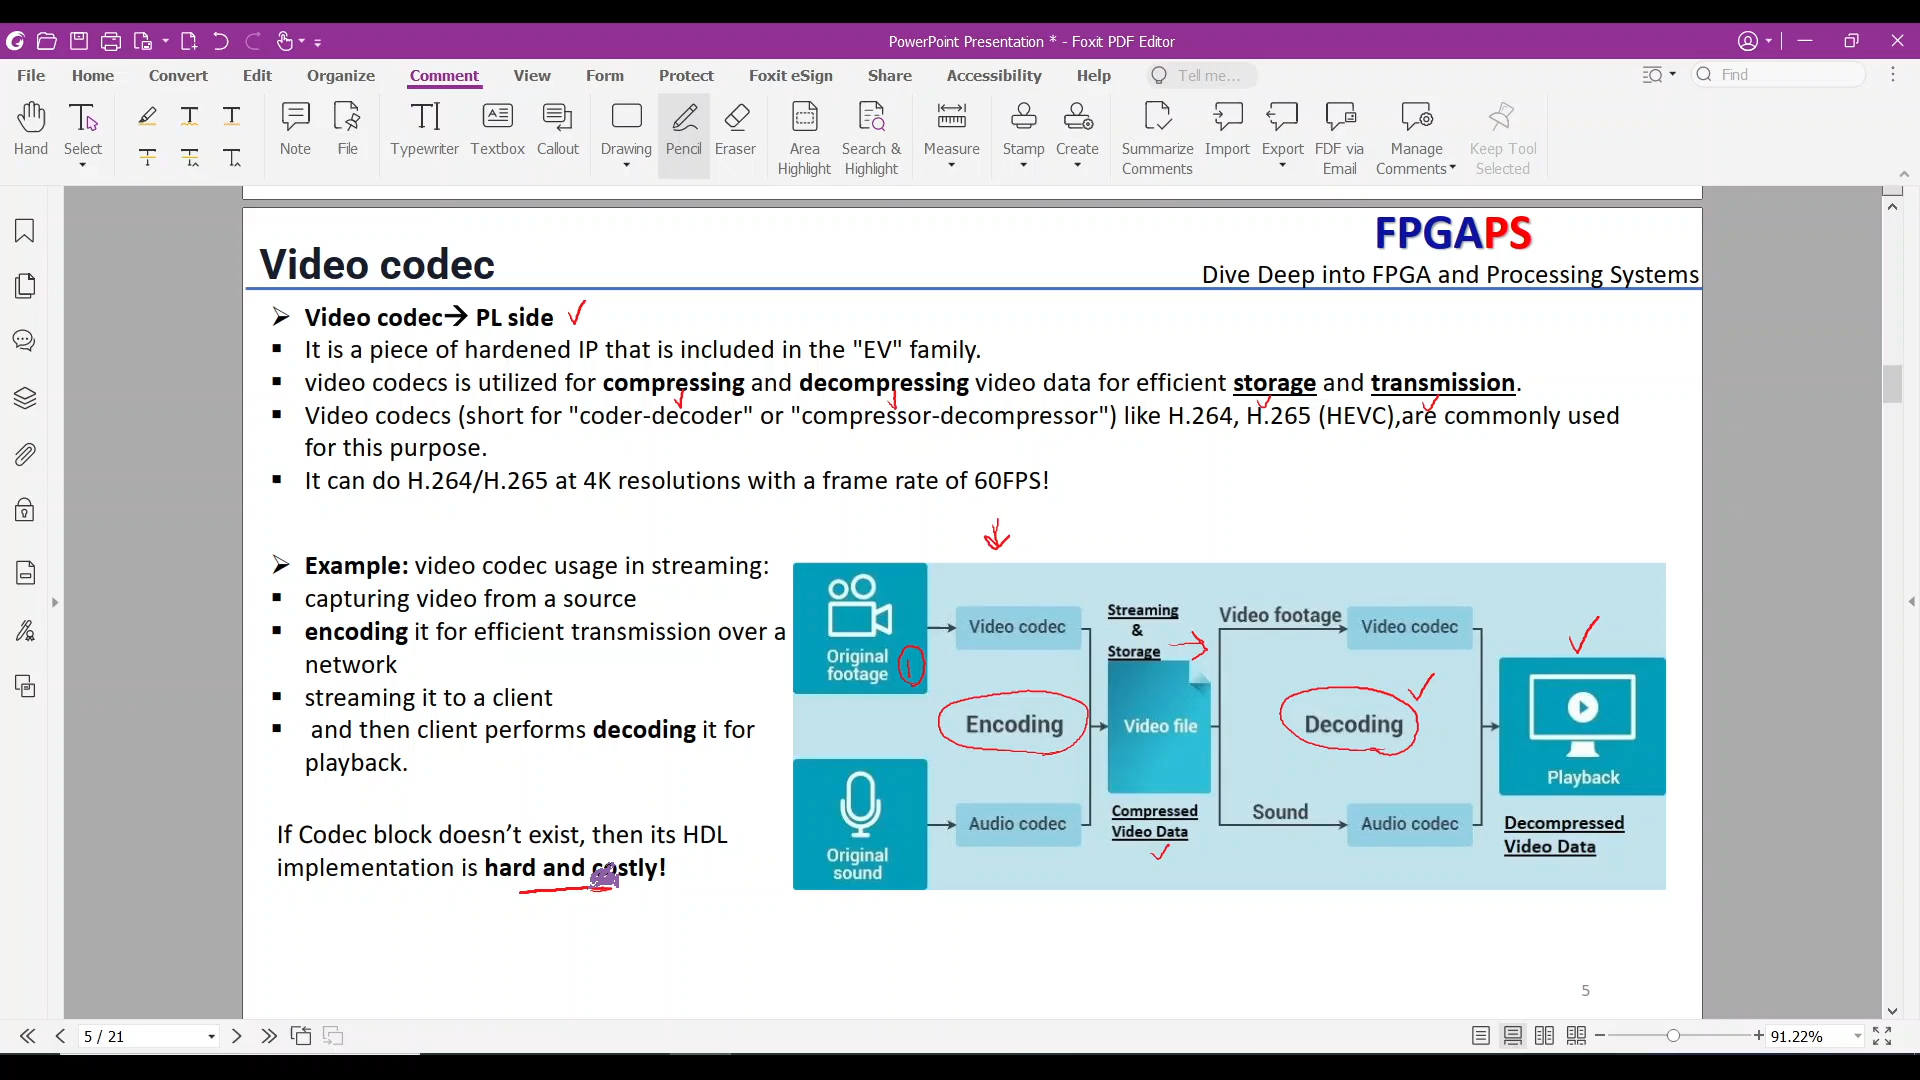 PowerPoint Presentation * - Foxit PDF Editor
File Home Convert Edit Organize Comment View Form Protect Foxit eSign Share Accessibility Help Tell me... Find
Hand Select Note File Typewriter Textbox Callout Drawing Pencil Eraser Area Highlight Search & Highlight Measure Stamp Create Summarize Comments Import Export FDF via Email Manage Comments Keep Tool Selected
FPGAPS
Video codec
Dive Deep into FPGA and Processing Systems
➢ Video codec→ PL side ✓
▪ It is a piece of hardened IP that is included in the "EV" family.
▪ video codecs is utilized for compressing and decompressing video data for efficient storage and transmission.
▪ Video codecs (short for "coder-decoder" or "compressor-decompressor") like H.264, H.265 (HEVC),are commonly used
for this purpose.
▪ It can do H.264/H.265 at 4K resolutions with a frame rate of 60FPS!
➢ Example: video codec usage in streaming:
▪ capturing video from a source
▪ encoding it for efficient transmission over a
network
▪ streaming it to a client
▪ and then client performs decoding it for
playback.
If Codec block doesn’t exist, then its HDL
implementation is hard and costly!
Original
footage
1
Video codec
Streaming
&
Storage
Video footage
Video codec
Encoding
Video file
Decoding
Playback
Original
sound
Audio codec
Compressed
Video Data
Sound
Audio codec
Decompressed
Video Data
5
5 / 21
91.22%